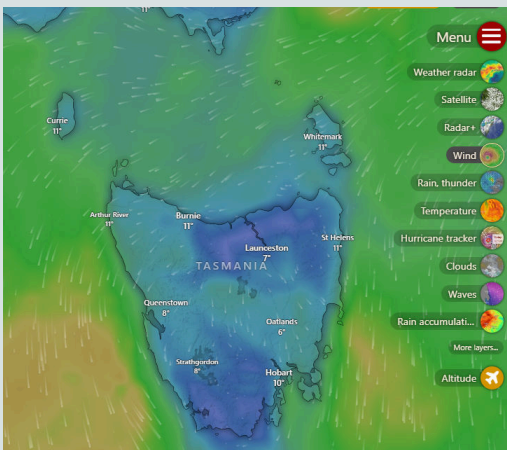 11°
Menu
Weather radar
Satellite
Currie
11°
Radar+
Whitemark
11°
Wind
Rain, thunder
Arthur River
11°
Burnie
11°
Temperature
St Helens
11°
Launceston
7°
Hurricane tracker
TASMANIA
Clouds
Waves
Queenstown
8°
Oatlands
6°
Rain accumulati...
More layers...
Strathgordon
8°
Hobart
10°
Altitude